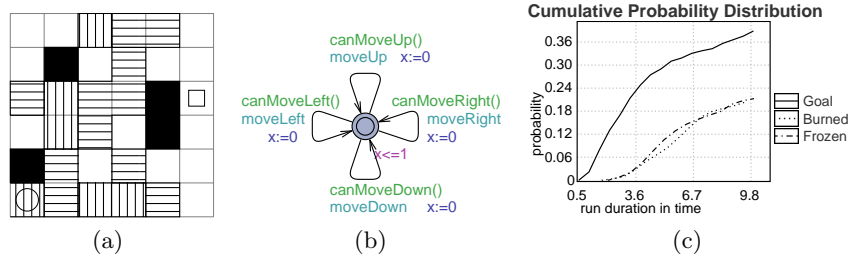 Cumulative Probability Distribution
canMoveUp()
moveUp x:=0
canMoveLeft() canMoveRight()
moveLeft moveRight
x:=0 x:=0
x<=1
canMoveDown()
moveDown x:=0
probability
0.36
0.30
0.24
0.18
0.12
0.06
0
0.5 3.6 6.7 9.8
run duration in time
Goal
Burned
Frozen
(a) (b) (c)